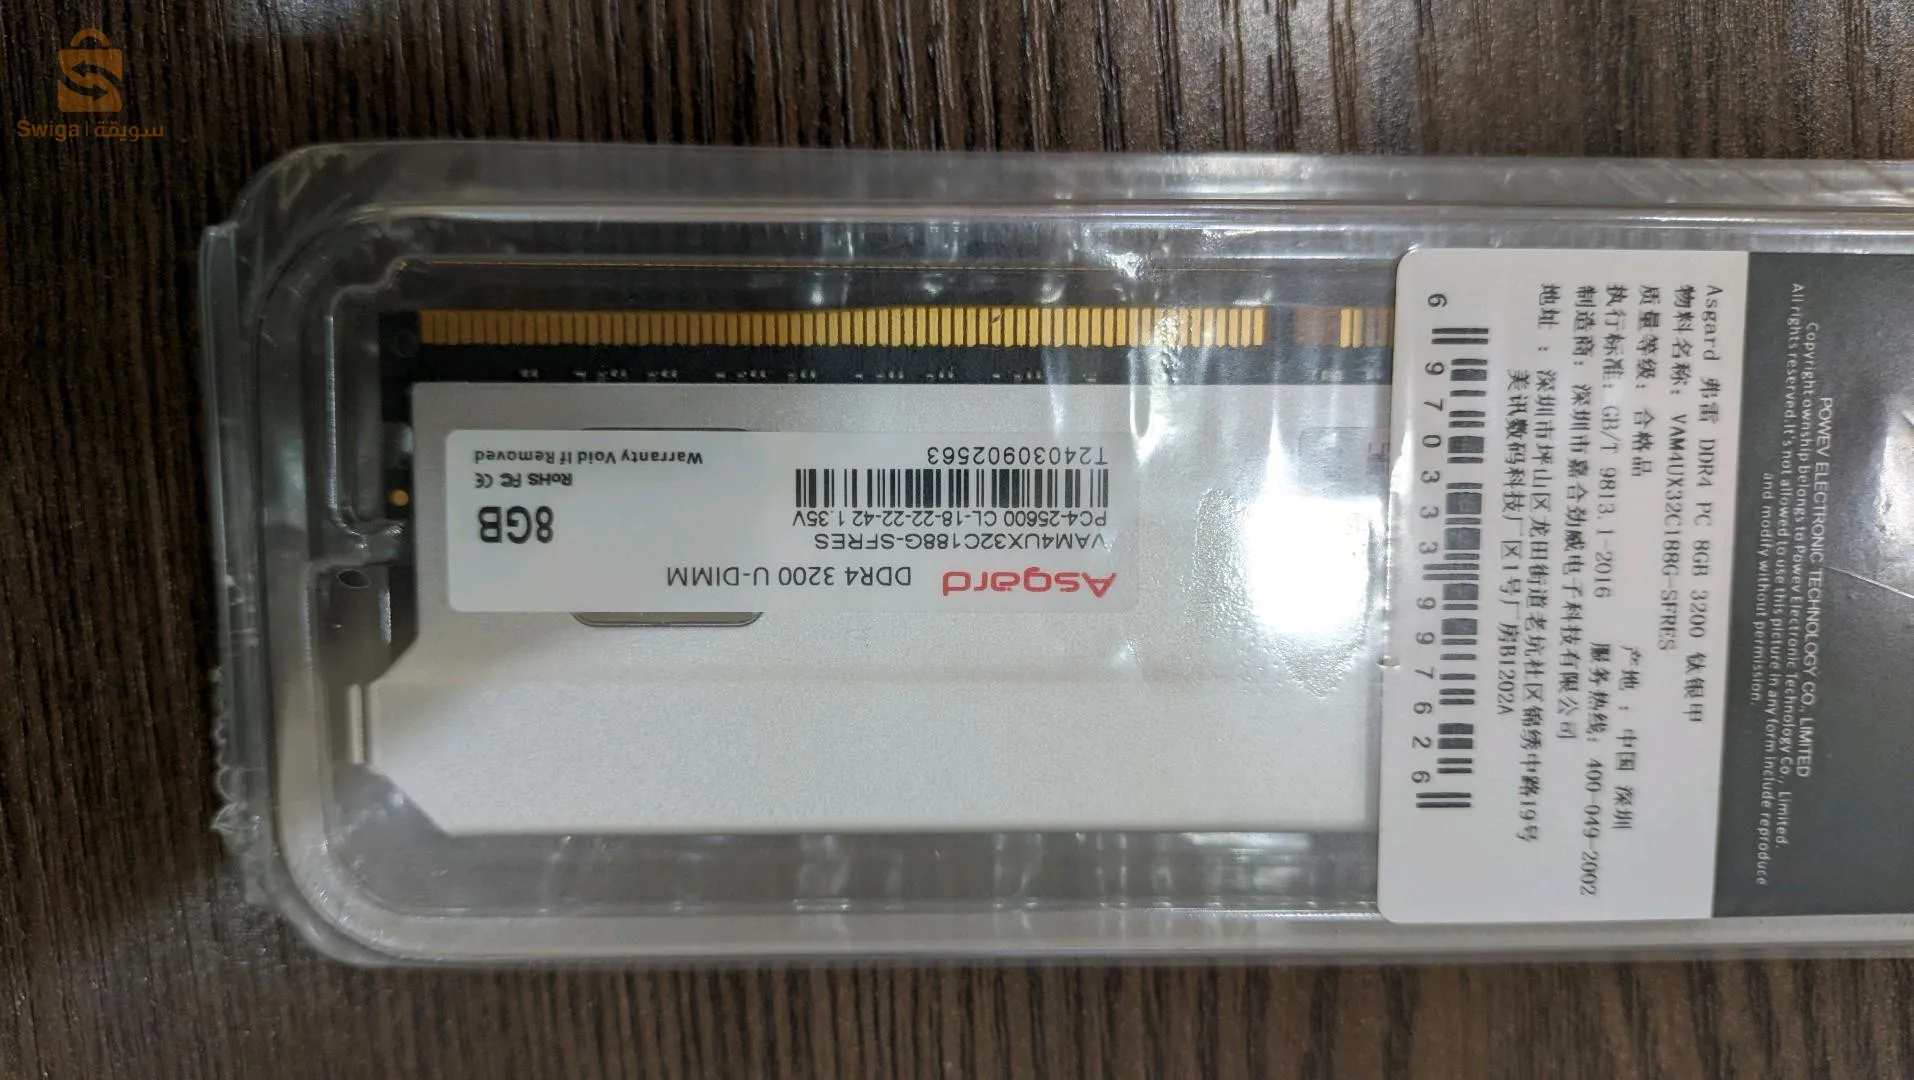 Swiqa | سويقة
Asgard DDR4 3200 U-DIMM
VAM4UX32C188G-SFRES
PC4-25600 CL-18-22-22-42 1.35V
T24030902563
8GB
RoHS FC CE
Warranty Void If Removed
Asgard 弗雷 DDR4 PC 8GB 3200 钛银甲
物料名称: VAM4UX32C188G-SFRES
质量等级: 合格品 产地 : 中国 深圳
执行标准: GB/T 9813.1-2016 服务热线: 400-049-2002
制造商: 深圳市嘉合劲威电子科技有限公司
地址 : 深圳市坪山区龙田街道老坑社区锦绣中路19号
美讯数码科技厂区1号厂房B1202A
6 970333 997626
POWEV ELECTRONIC TECHNOLOGY CO., LIMITED
Copyright ownership belongs to Powev Electronic Technology Co., Limited.
All rights reserved. It's not allowed to use this picture in any form include reproduce
and modify without permission.